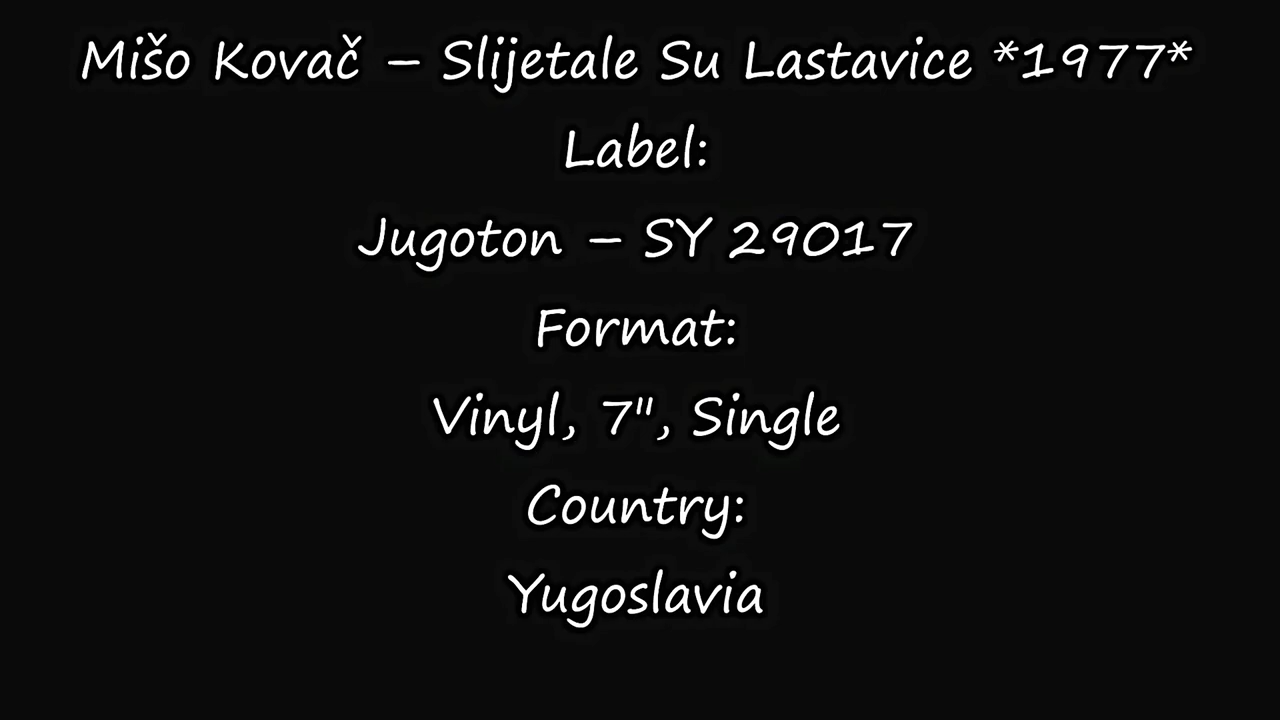 Mišo Kovač – Slijetale Su Lastavice *1977*
Label:
Jugoton – SY 29017
Format:
Vinyl, 7", Single
Country:
Yugoslavia